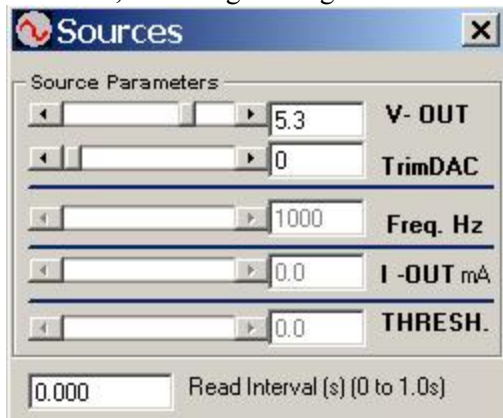 Sources
Source Parameters
5.3 V- OUT
0 TrimDAC
1000 Freq. Hz
0.0 I -OUT mA
0.0 THRESH.
0.000 Read Interval (s) (0 to 1.0s)